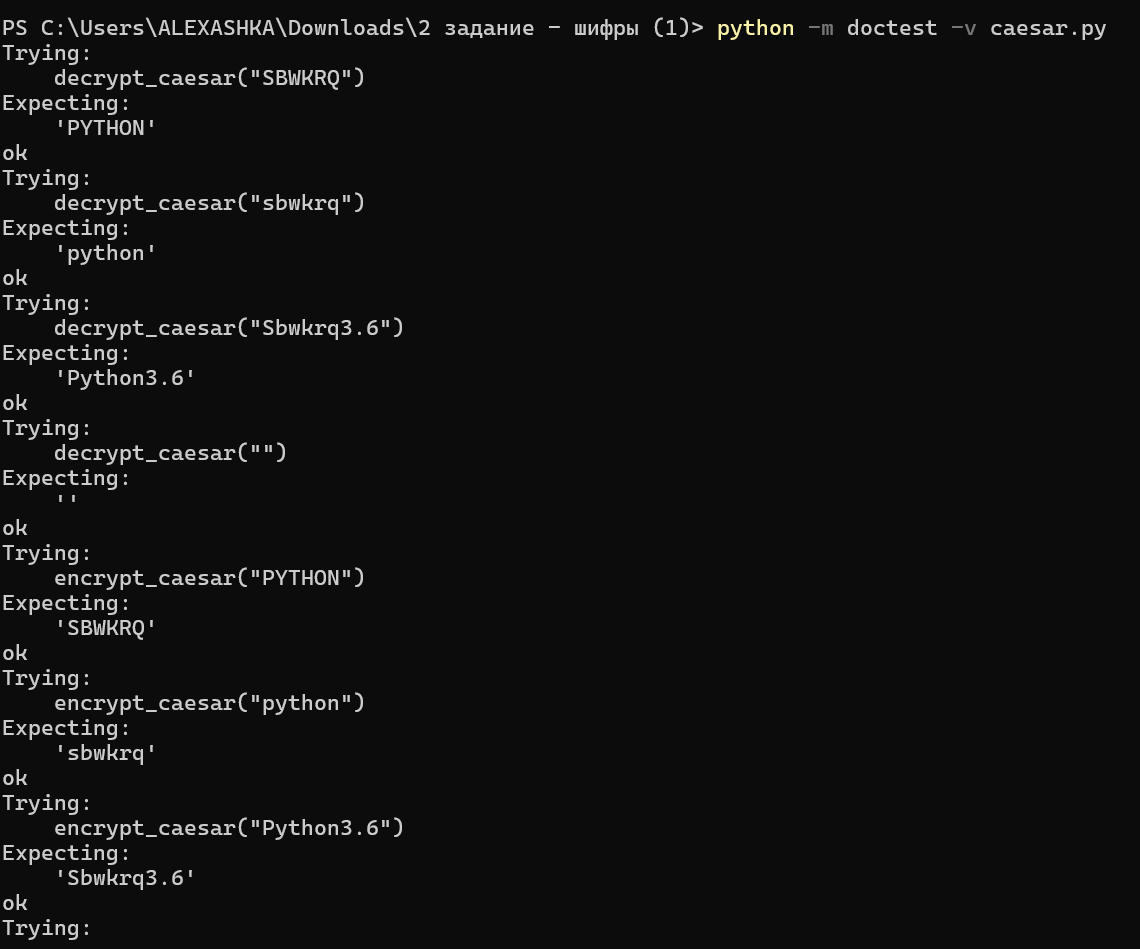 PS C:\Users\ALEXASHKA\Downloads\2 задание - шифры (1)> python -m doctest -v caesar.py
Trying:
    decrypt_caesar("SBWKRQ")
Expecting:
    'PYTHON'
ok
Trying:
    decrypt_caesar("sbwkrq")
Expecting:
    'python'
ok
Trying:
    decrypt_caesar("Sbwkrq3.6")
Expecting:
    'Python3.6'
ok
Trying:
    decrypt_caesar("")
Expecting:
    ''
ok
Trying:
    encrypt_caesar("PYTHON")
Expecting:
    'SBWKRQ'
ok
Trying:
    encrypt_caesar("python")
Expecting:
    'sbwkrq'
ok
Trying:
    encrypt_caesar("Python3.6")
Expecting:
    'Sbwkrq3.6'
ok
Trying: